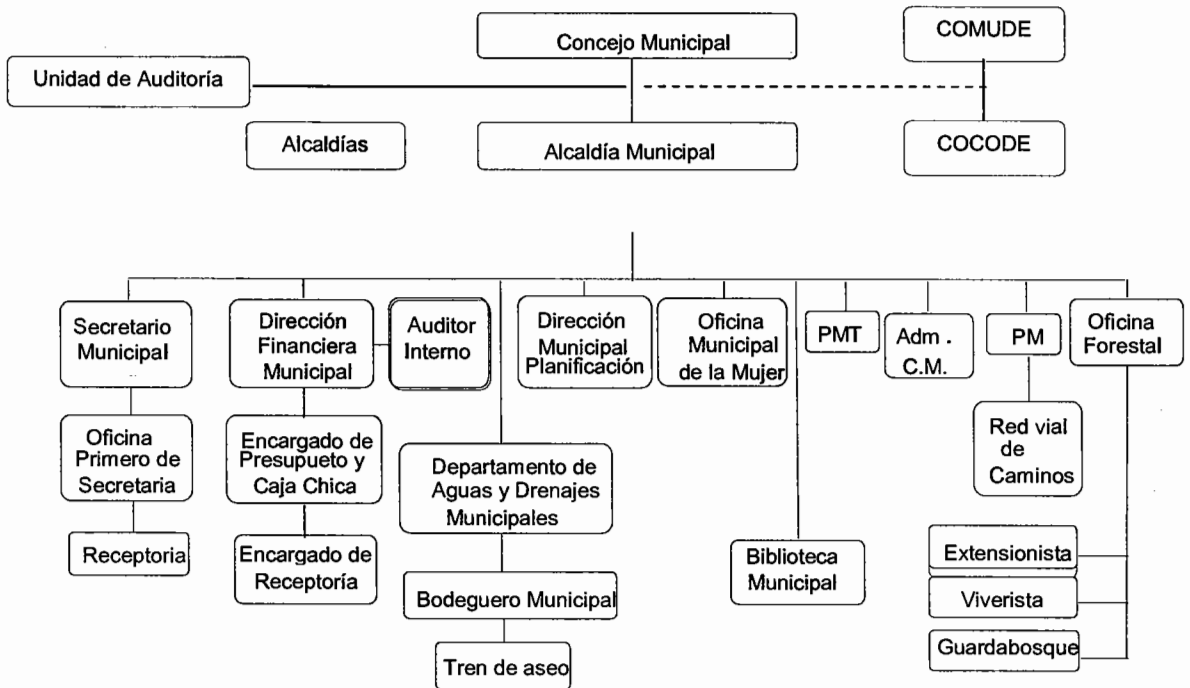 Concejo Municipal
COMUDE
Unidad de Auditoría
Alcaldías
Alcaldía Municipal
COCODE
Secretario
Municipal
Dirección
Financiera
Municipal
Auditor
Interno
Dirección
Municipal
Planificación
Oficina
Municipal
de la Mujer
PMT
Adm .
C.M.
PM
Oficina
Forestal
Oficina
Primero de
Secretaria
Encargado de
Presupueto y
Caja Chica
Departamento de
Aguas y Drenajes
Municipales
Red vial
de
Caminos
Receptoria
Encargado de
Receptoría
Biblioteca
Municipal
Extensionista
Bodeguero Municipal
Viverista
Tren de aseo
Guardabosque